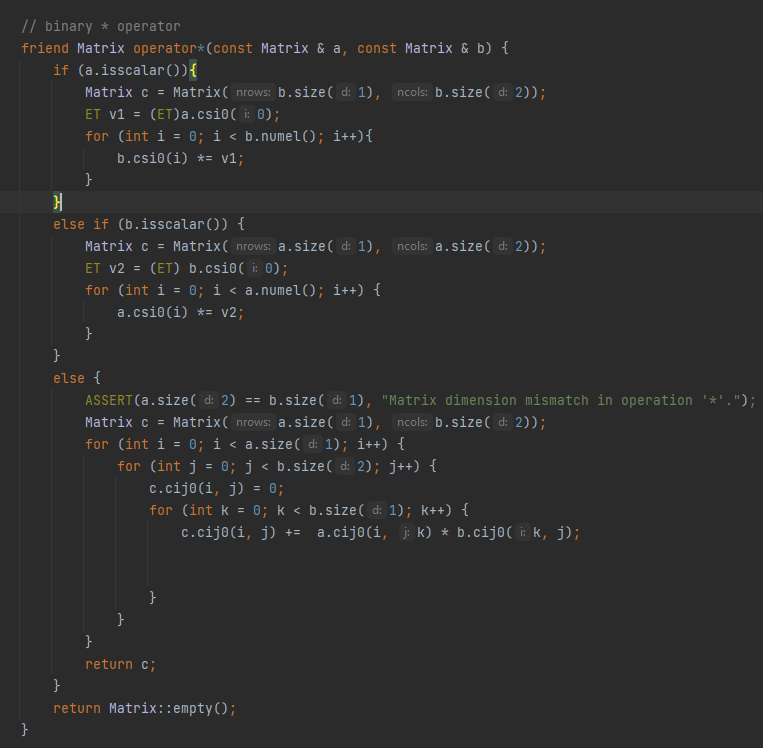 // binary * operator
friend Matrix operator*(const Matrix & a, const Matrix & b) {
    if (a.isscalar()){
        Matrix c = Matrix( nrows: b.size( d: 1), ncols: b.size( d: 2));
        ET v1 = (ET)a.csi0( i: 0);
        for (int i = 0; i < b.numel(); i++){
            b.csi0(i) *= v1;
        }
    }
    else if (b.isscalar()) {
        Matrix c = Matrix( nrows: a.size( d: 1), ncols: a.size( d: 2));
        ET v2 = (ET) b.csi0( i: 0);
        for (int i = 0; i < a.numel(); i++) {
            a.csi0(i) *= v2;
        }
    }
    else {
        ASSERT(a.size( d: 2) == b.size( d: 1), "Matrix dimension mismatch in operation '*'.");
        Matrix c = Matrix( nrows: a.size( d: 1), ncols: b.size( d: 2));
        for (int i = 0; i < a.size( d: 1); i++) {
            for (int j = 0; j < b.size( d: 2); j++) {
                c.cij0(i, j) = 0;
                for (int k = 0; k < b.size( d: 1); k++) {
                    c.cij0(i, j) +=  a.cij0(i, j: k) * b.cij0( i: k, j);
                }
            }
        }
        return c;
    }
    return Matrix::empty();
}